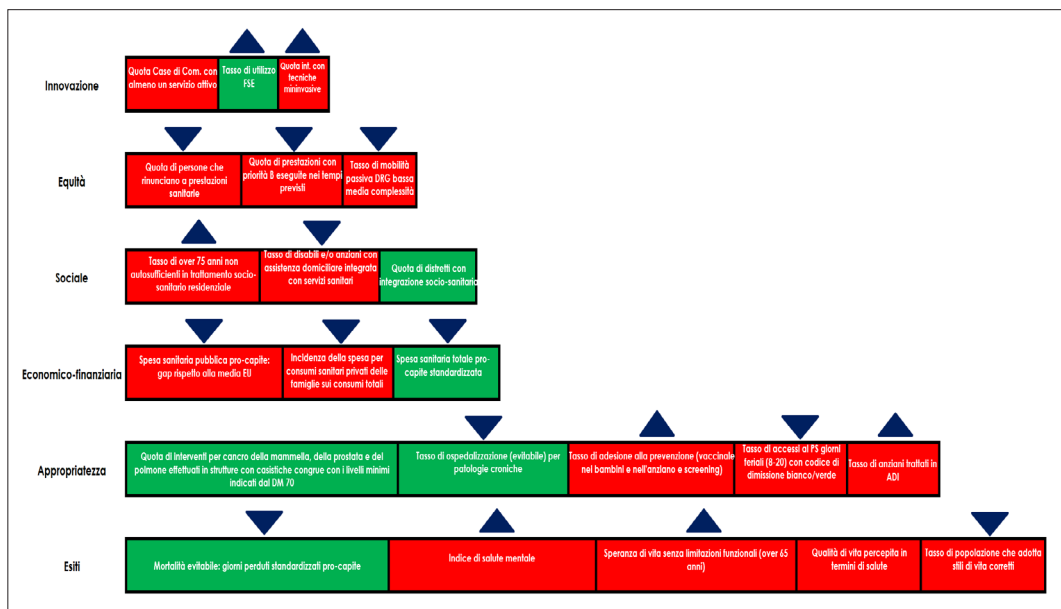 Innovazione
Quota Case di Com. con
almeno un servizio attivo
Tasso di utilizzo
FSE
Quota int. con
tecniche
mininvasive
Equità
Quota di persone che
rinunciano a prestazioni
sanitarie
Quota di prestazioni con
priorità B eseguite nei tempi
previsti
Tasso di mobilità
passiva DRG bassa
media complessità
Sociale
Tasso di over 75 anni non
autosufficienti in trattamento socio-
sanitario residenziale
Tasso di disabili e/o anziani con
assistenza domiciliare integrata
con servizi sanitari
Quota di distretti con
integrazione socio-sanitaria
Economico-finanziaria
Spesa sanitaria pubblica pro-capite:
gap rispetto alla media EU
Incidenza della spesa per
consumi sanitari privati delle
famiglie sui consumi totali
Spesa sanitaria totale pro-
capite standardizzata
Appropriatezza
Quota di interventi per cancro della mammella, della prostata e del
polmone effettuati in strutture con casistiche congrue con i livelli minimi
indicati dal DM 70
Tasso di ospedalizzazione (evitabile) per
patologie croniche
Tasso di adesione alla prevenzione (vaccinale
nei bambini e nell'anziano e screening)
Tasso di accessi al PS giorni
feriali (8-20) con codice di
dimissione bianco/verde
Tasso di anziani trattati in
ADI
Esiti
Mortalità evitabile: giorni perduti standardizzati pro-capite
Indice di salute mentale
Speranza di vita senza limitazioni funzionali (over 65
anni)
Qualità di vita percepita in
termini di salute
Tasso di popolazione che adotta
stili di vita corretti